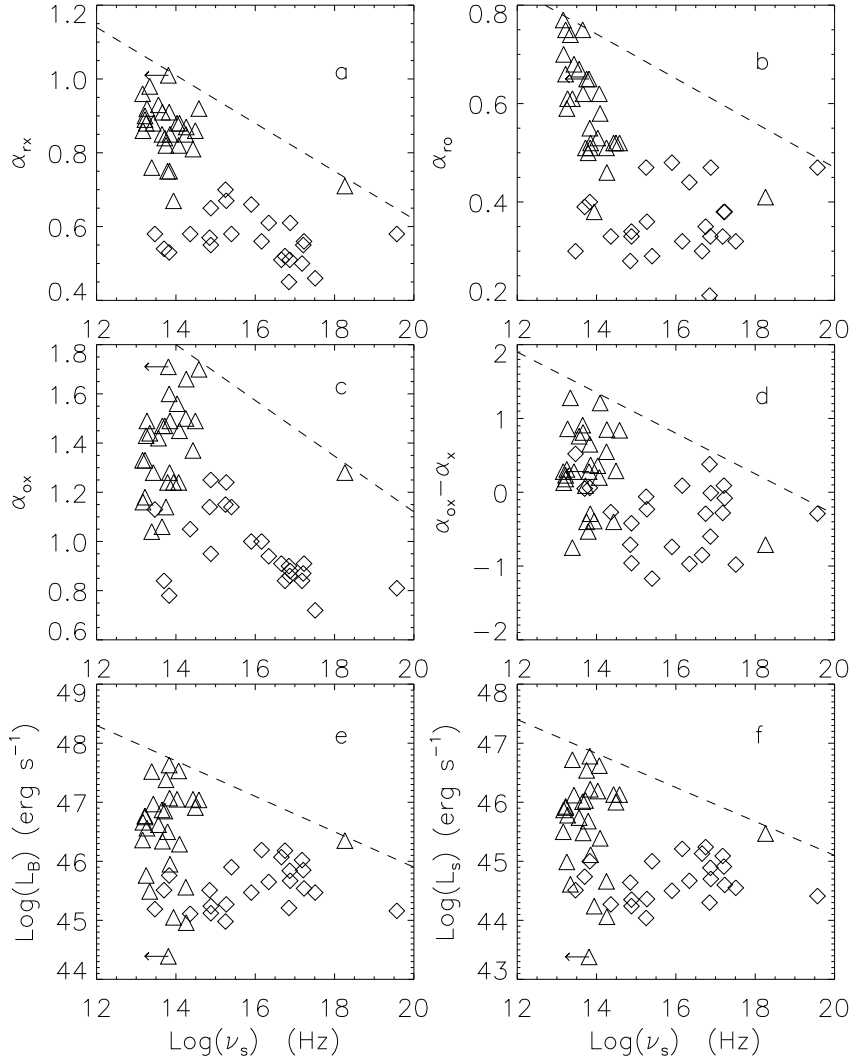 1.2
1.0
0.8
0.6
0.4
α_rx
a
12 14 16 18 20
0.8
0.6
0.4
0.2
α_ro
b
12 14 16 18 20
1.8
1.6
1.4
1.2
1.0
0.8
0.6
α_ox
c
12 14 16 18 20
2
1
0
−1
−2
α_ox−α_x
d
12 14 16 18 20
49
48
47
46
45
44
Log(L_B) (erg s⁻¹)
e
12 14 16 18 20
Log(ν_s) (Hz)
48
47
46
45
44
43
Log(L_s) (erg s⁻¹)
f
12 14 16 18 20
Log(ν_s) (Hz)